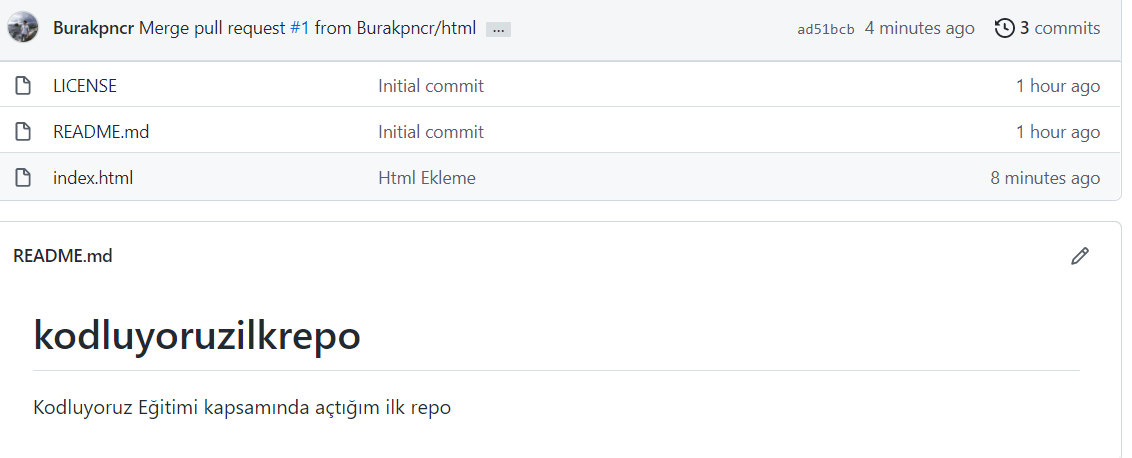 Burakpncr Merge pull request #1 from Burakpncr/html ... ad51bcb 4 minutes ago 3 commits
LICENSE Initial commit 1 hour ago
README.md Initial commit 1 hour ago
index.html Html Ekleme 8 minutes ago
README.md
kodluyoruzilkrepo
Kodluyoruz Eğitimi kapsamında açtığım ilk repo